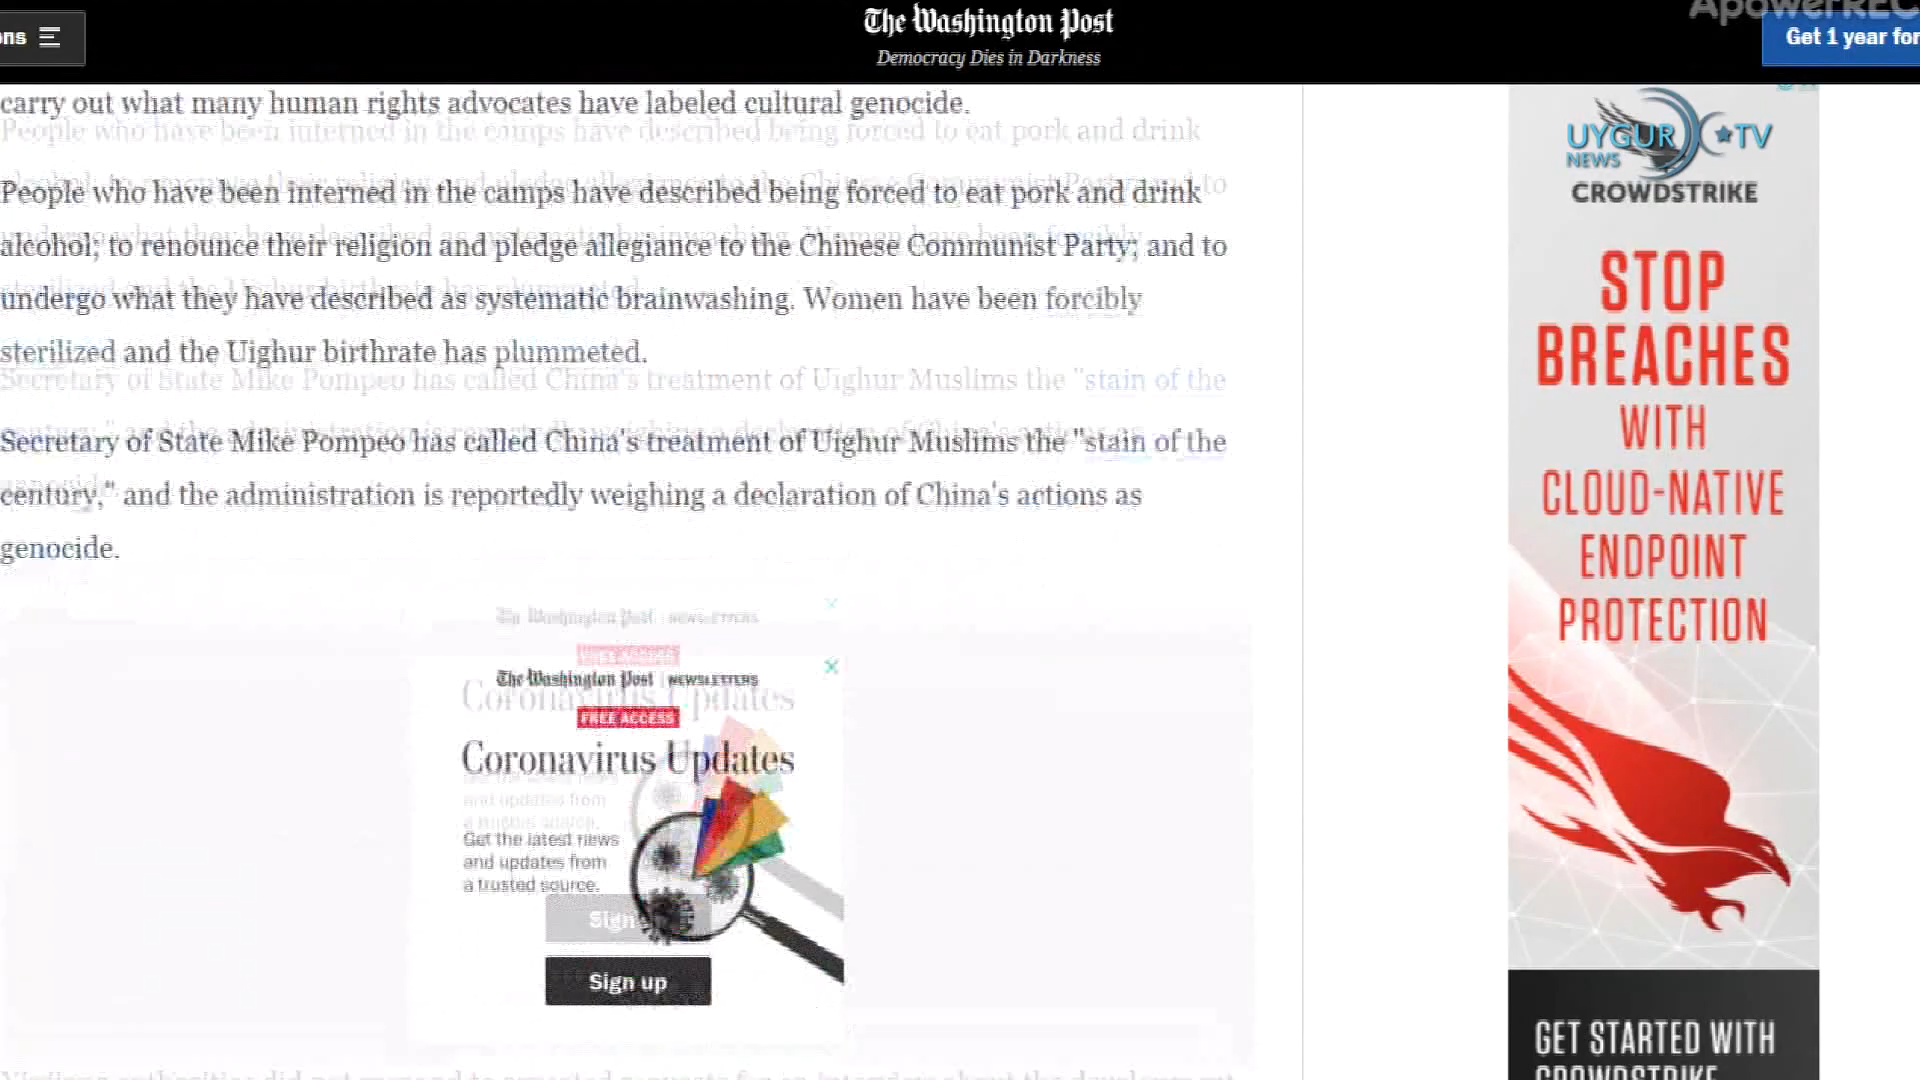 ons
The Washington Post
Democracy Dies in Darkness
ApowerREC
Get 1 year for
carry out what many human rights advocates have labeled cultural genocide.
People who have been interned in the camps have described being forced to eat pork and drink
alcohol; to renounce their religion and pledge allegiance to the Chinese Communist Party; and to
undergo what they have described as systematic brainwashing. Women have been forcibly
sterilized and the Uighur birthrate has plummeted.
Secretary of State Mike Pompeo has called China's treatment of Uighur Muslims the "stain of the
century," and the administration is reportedly weighing a declaration of China's actions as
genocide.
The Washington Post NEWSLETTERS
FREE ACCESS
Coronavirus Updates
Get the latest news
and updates from
a trusted source.
Sign up
UYGUR TV
NEWS
CROWDSTRIKE
STOP
BREACHES
WITH
CLOUD-NATIVE
ENDPOINT
PROTECTION
GET STARTED WITH
CROWDSTRIKE